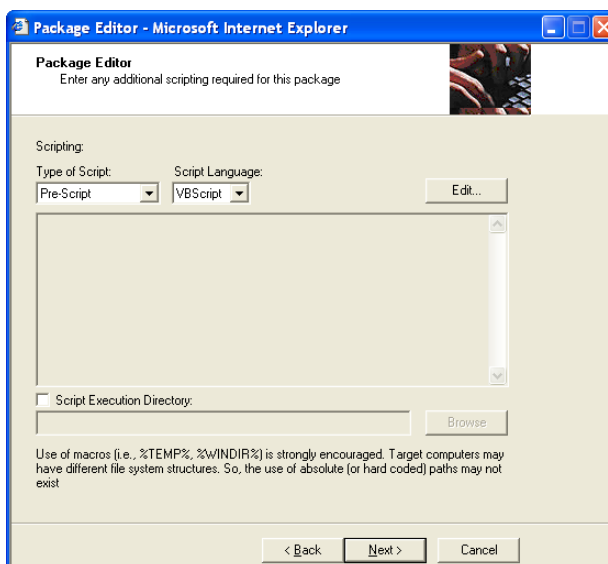 Package Editor - Microsoft Internet Explorer
Package Editor
Enter any additional scripting required for this package
Scripting:
Type of Script: Script Language:
Pre-Script VBScript Edit...
Script Execution Directory:
Browse
Use of macros (i.e., %TEMP%, %WINDIR%) is strongly encouraged. Target computers may
have different file system structures. So, the use of absolute (or hard coded) paths may not
exist
< Back Next > Cancel